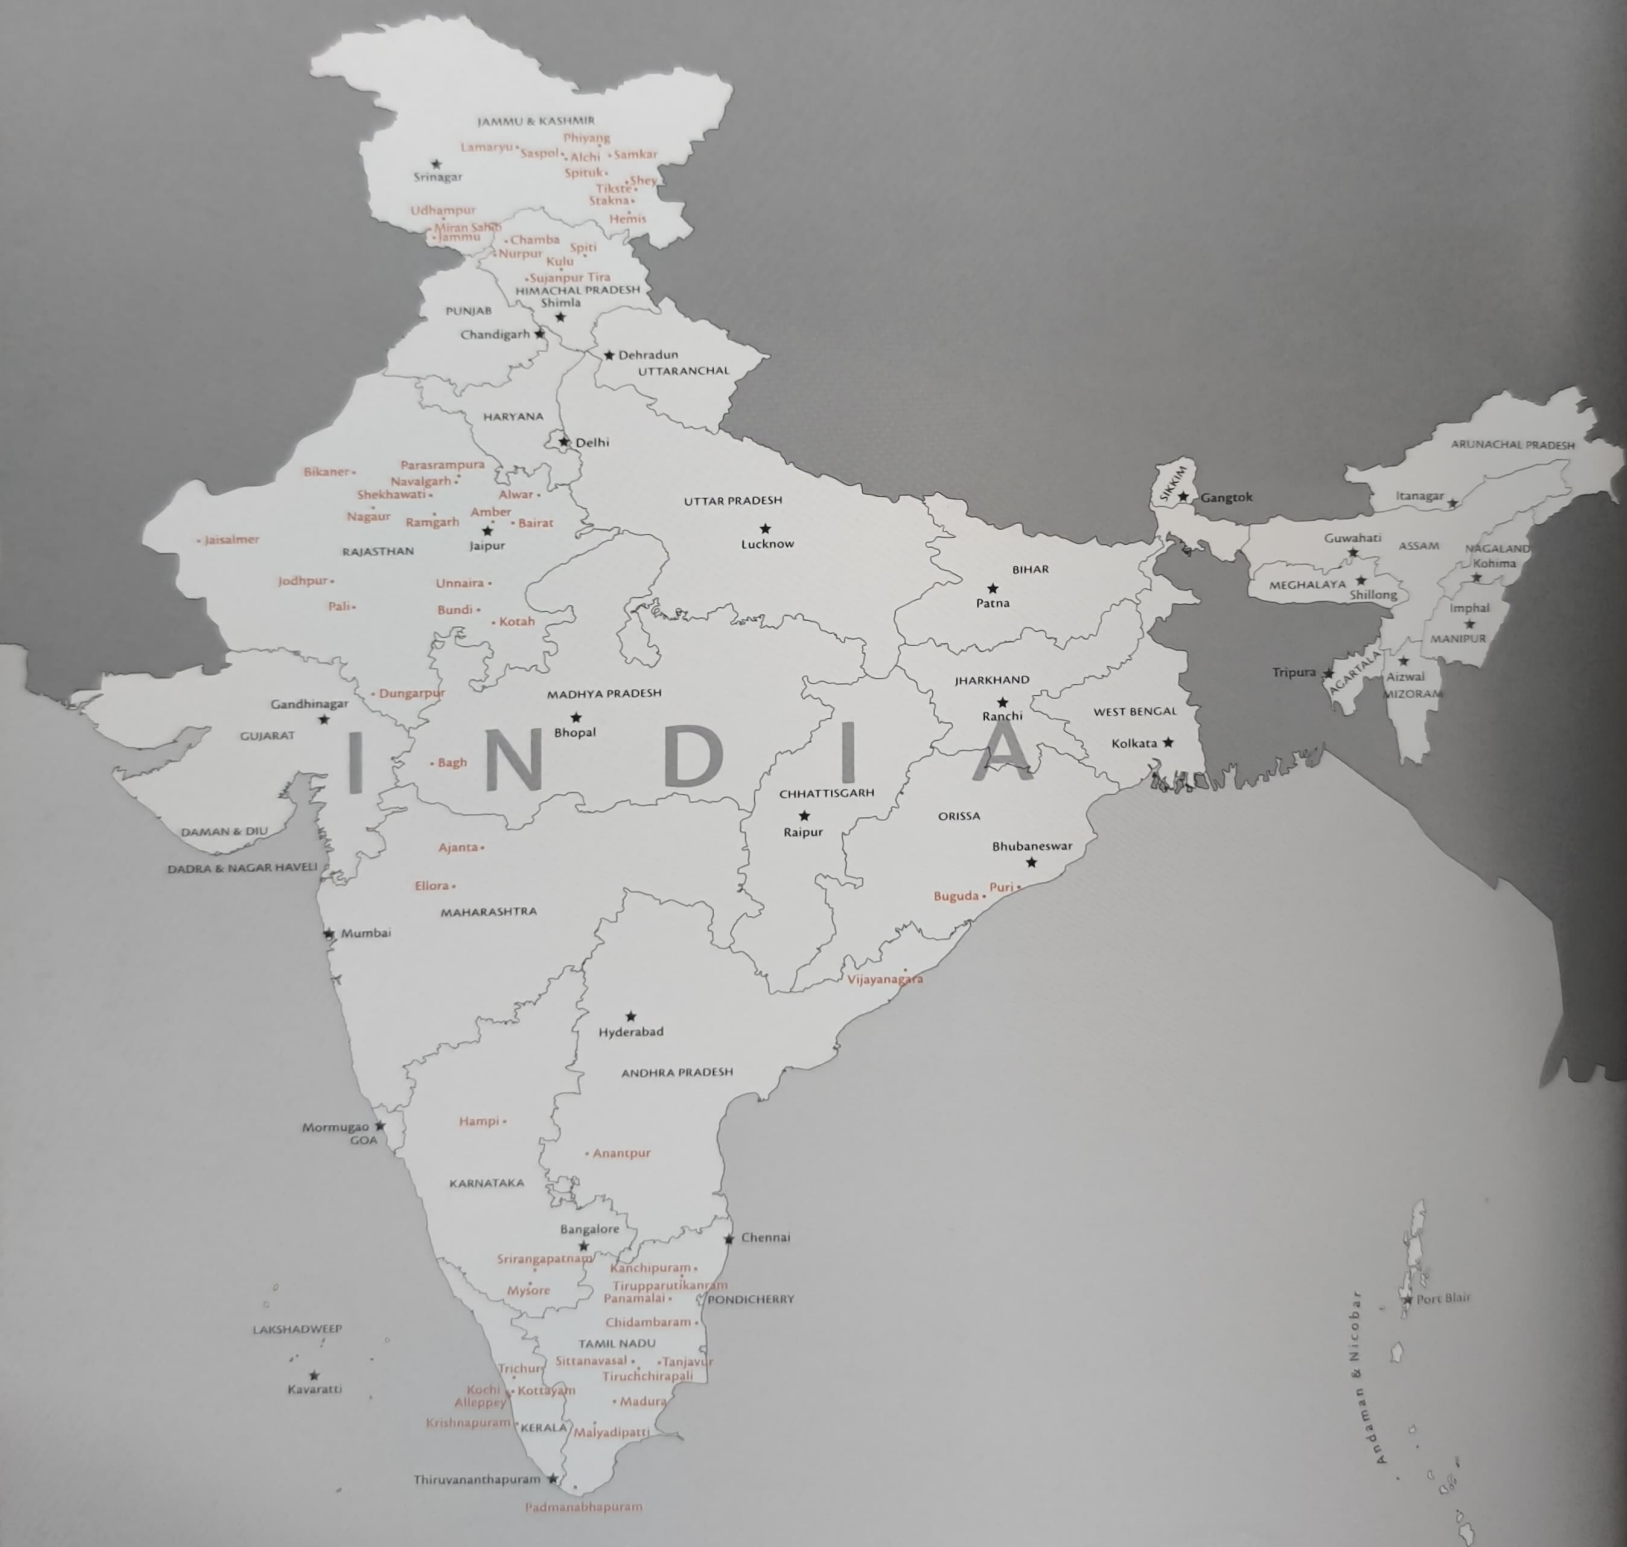 JAMMU & KASHMIR
Phiyang
Lamaryu
Saspol
Alchi
Samkar
Srinagar
Spituk
Shey
Tikste
Stakna
Udhampur
Hemis
Miran Sahib
Jammu
Chamba
Spiti
Nurpur
Kulu
Sujanpur Tira
HIMACHAL PRADESH
Shimla
PUNJAB
Chandigarh
Dehradun
UTTARANCHAL
HARYANA
Delhi
ARUNACHAL PRADESH
Bikaner
Parasrampura
Navalgarh
Shekhawati
Alwar
UTTAR PRADESH
SIKKIM
Gangtok
Itanagar
Nagaur
Ramgarh
Amber
Bairat
Jaisalmer
RAJASTHAN
Jaipur
Lucknow
Guwahati
ASSAM
NAGALAND
Kohima
Jodhpur
Unnaira
BIHAR
MEGHALAYA
Shillong
Pali
Bundi
Patna
Imphal
Kotah
MANIPUR
Tripura
AGARTALA
Aizwal
MIZORAM
Dungarpur
MADHYA PRADESH
JHARKHAND
Gandhinagar
Ranchi
WEST BENGAL
GUJARAT
Bhopal
Kolkata
INDIA
Bagh
CHHATTISGARH
DAMAN & DIU
Raipur
ORISSA
Ajanta
Bhubaneswar
DADRA & NAGAR HAVELI
Ellora
Puri
Buguda
MAHARASHTRA
Mumbai
Vijayanagara
Hyderabad
ANDHRA PRADESH
Mormugao
GOA
Hampi
Anantpur
KARNATAKA
Bangalore
Chennai
Srirangapatnam
Kanchipuram
Mysore
Tirupparutikanram
Panamalai
PONDICHERRY
Port Blair
Andaman & Nicobar
Chidambaram
LAKSHADWEEP
TAMIL NADU
Sittanavasal
Tanjavur
Trichur
Tiruchchirapali
Kavaratti
Kochi
Kottayam
Alleppey
Madura
Krishnapuram
KERALA
Malyadipatti
Thiruvananthapuram
Padmanabhapuram